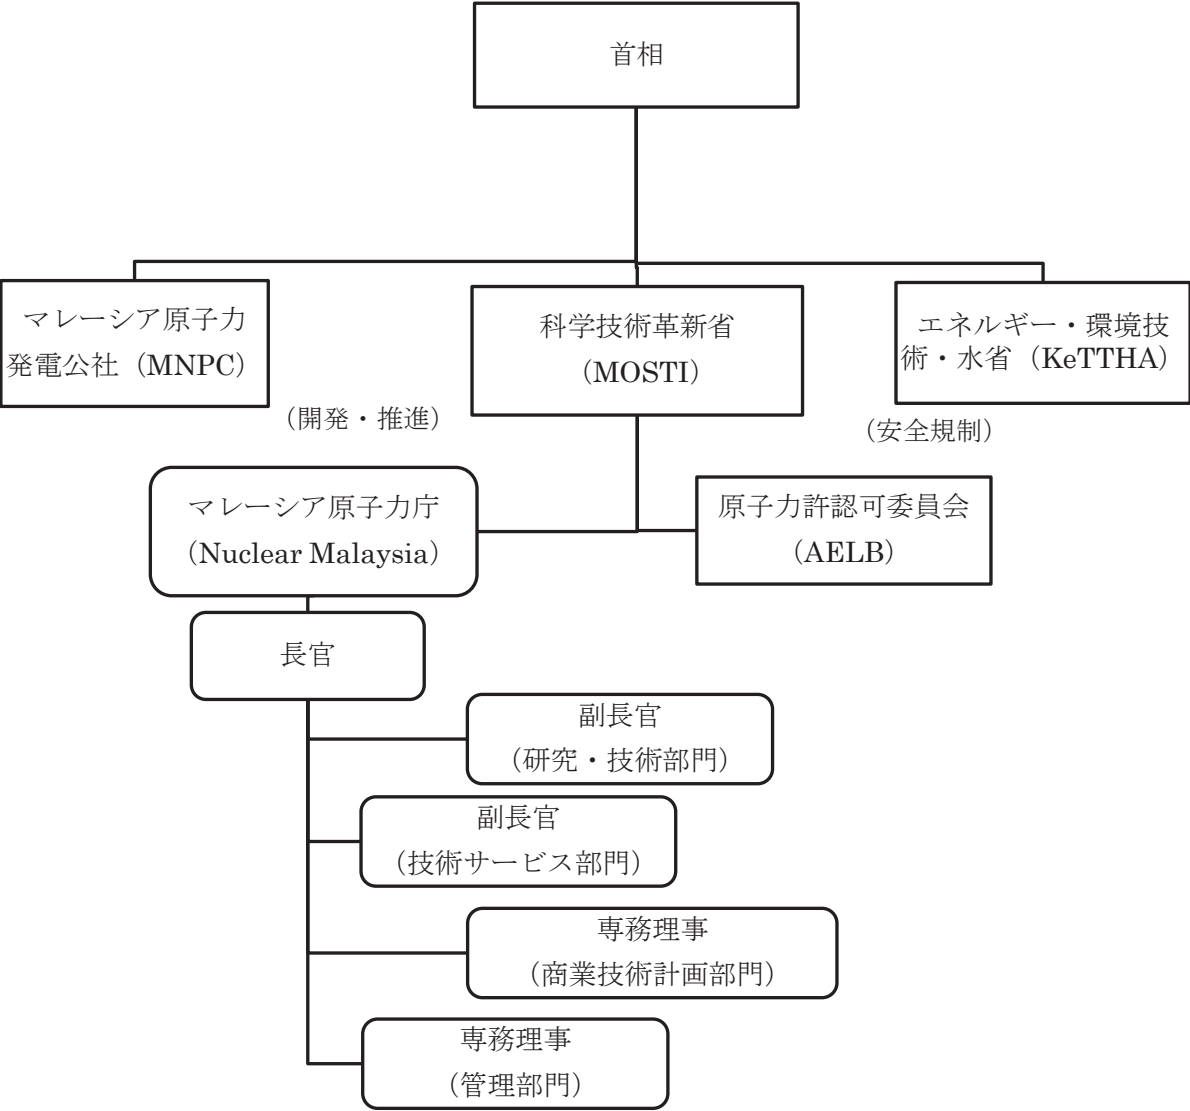 首相
マレーシア原子力
発電公社（MNPC）
科学技術革新省
（MOSTI）
エネルギー・環境技
術・水省（KeTTHA）
（開発・推進）
（安全規制）
マレーシア原子力庁
（Nuclear Malaysia）
原子力許認可委員会
（AELB）
長官
副長官
（研究・技術部門）
副長官
（技術サービス部門）
専務理事
（商業技術計画部門）
専務理事
（管理部門）